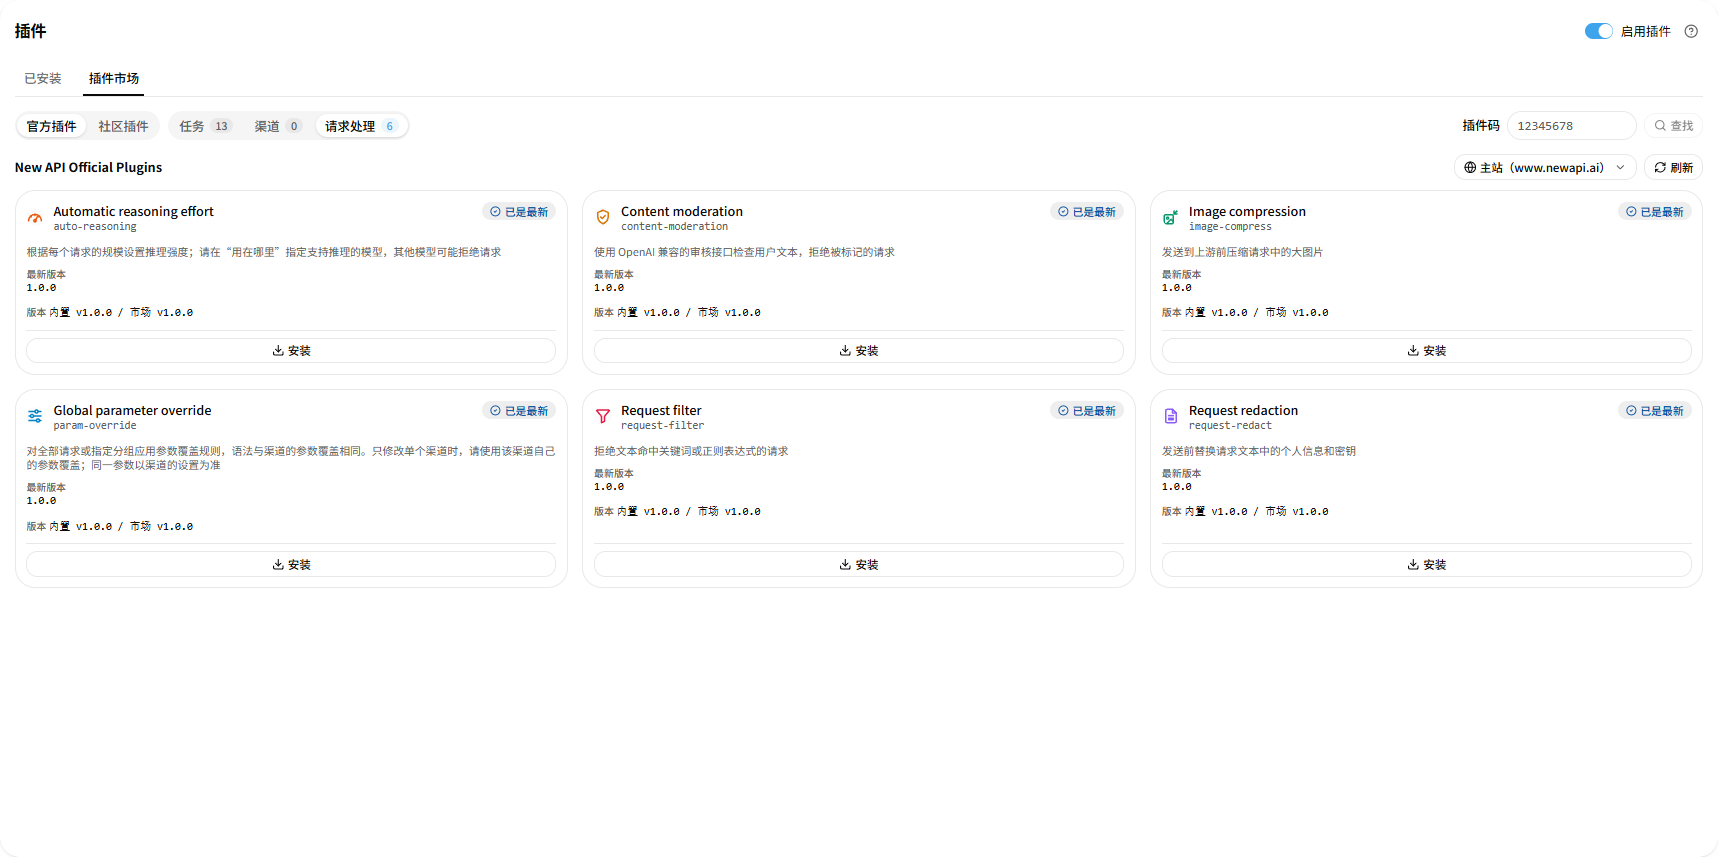 插件
启用插件
已安装 插件市场
官方插件 社区插件 任务 13 渠道 0 请求处理 6
插件码 12345678 查找
New API Official Plugins
主站（www.newapi.ai） 刷新
Automatic reasoning effort 已是最新
auto-reasoning
根据每个请求的规模设置推理强度；请在“用在哪里”指定支持推理的模型，其他模型可能拒绝请求
最新版本
1.0.0
版本 内置 v1.0.0 / 市场 v1.0.0
安装
Content moderation 已是最新
content-moderation
使用 OpenAI 兼容的审核接口检查用户文本，拒绝被标记的请求
最新版本
1.0.0
版本 内置 v1.0.0 / 市场 v1.0.0
安装
Image compression 已是最新
image-compress
发送到上游前压缩请求中的大图片
最新版本
1.0.0
版本 内置 v1.0.0 / 市场 v1.0.0
安装
Global parameter override 已是最新
param-override
对全部请求或指定分组应用参数覆盖规则，语法与渠道的参数覆盖相同。只修改单个渠道时，请使用该渠道自己
的参数覆盖；同一参数以渠道的设置为准
最新版本
1.0.0
版本 内置 v1.0.0 / 市场 v1.0.0
安装
Request filter 已是最新
request-filter
拒绝文本命中关键词或正则表达式的请求
最新版本
1.0.0
版本 内置 v1.0.0 / 市场 v1.0.0
安装
Request redaction 已是最新
request-redact
发送前替换请求文本中的个人信息和密钥
最新版本
1.0.0
版本 内置 v1.0.0 / 市场 v1.0.0
安装